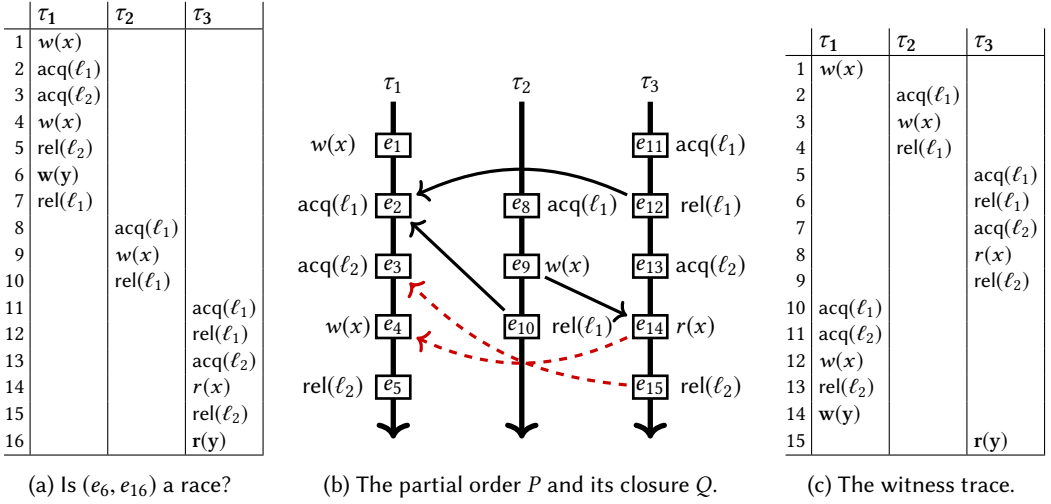 τ1 τ2 τ3
1 w(x)
2 acq(ℓ1)
3 acq(ℓ2)
4 w(x)
5 rel(ℓ2)
6 w(y)
7 rel(ℓ1)
8 acq(ℓ1)
9 w(x)
10 rel(ℓ1)
11 acq(ℓ1)
12 rel(ℓ1)
13 acq(ℓ2)
14 r(x)
15 rel(ℓ2)
16 r(y)
(a) Is (e6, e16) a race?
τ1 τ2 τ3
w(x) e1 e11 acq(ℓ1)
acq(ℓ1) e2 e8 acq(ℓ1) e12 rel(ℓ1)
acq(ℓ2) e3 e9 w(x) e13 acq(ℓ2)
w(x) e4 e10 rel(ℓ1) e14 r(x)
rel(ℓ2) e5 e15 rel(ℓ2)
(b) The partial order P and its closure Q.
τ1 τ2 τ3
1 w(x)
2 acq(ℓ1)
3 w(x)
4 rel(ℓ1)
5 acq(ℓ1)
6 rel(ℓ1)
7 acq(ℓ2)
8 r(x)
9 rel(ℓ2)
10 acq(ℓ1)
11 acq(ℓ2)
12 w(x)
13 rel(ℓ2)
14 w(y)
15 r(y)
(c) The witness trace.